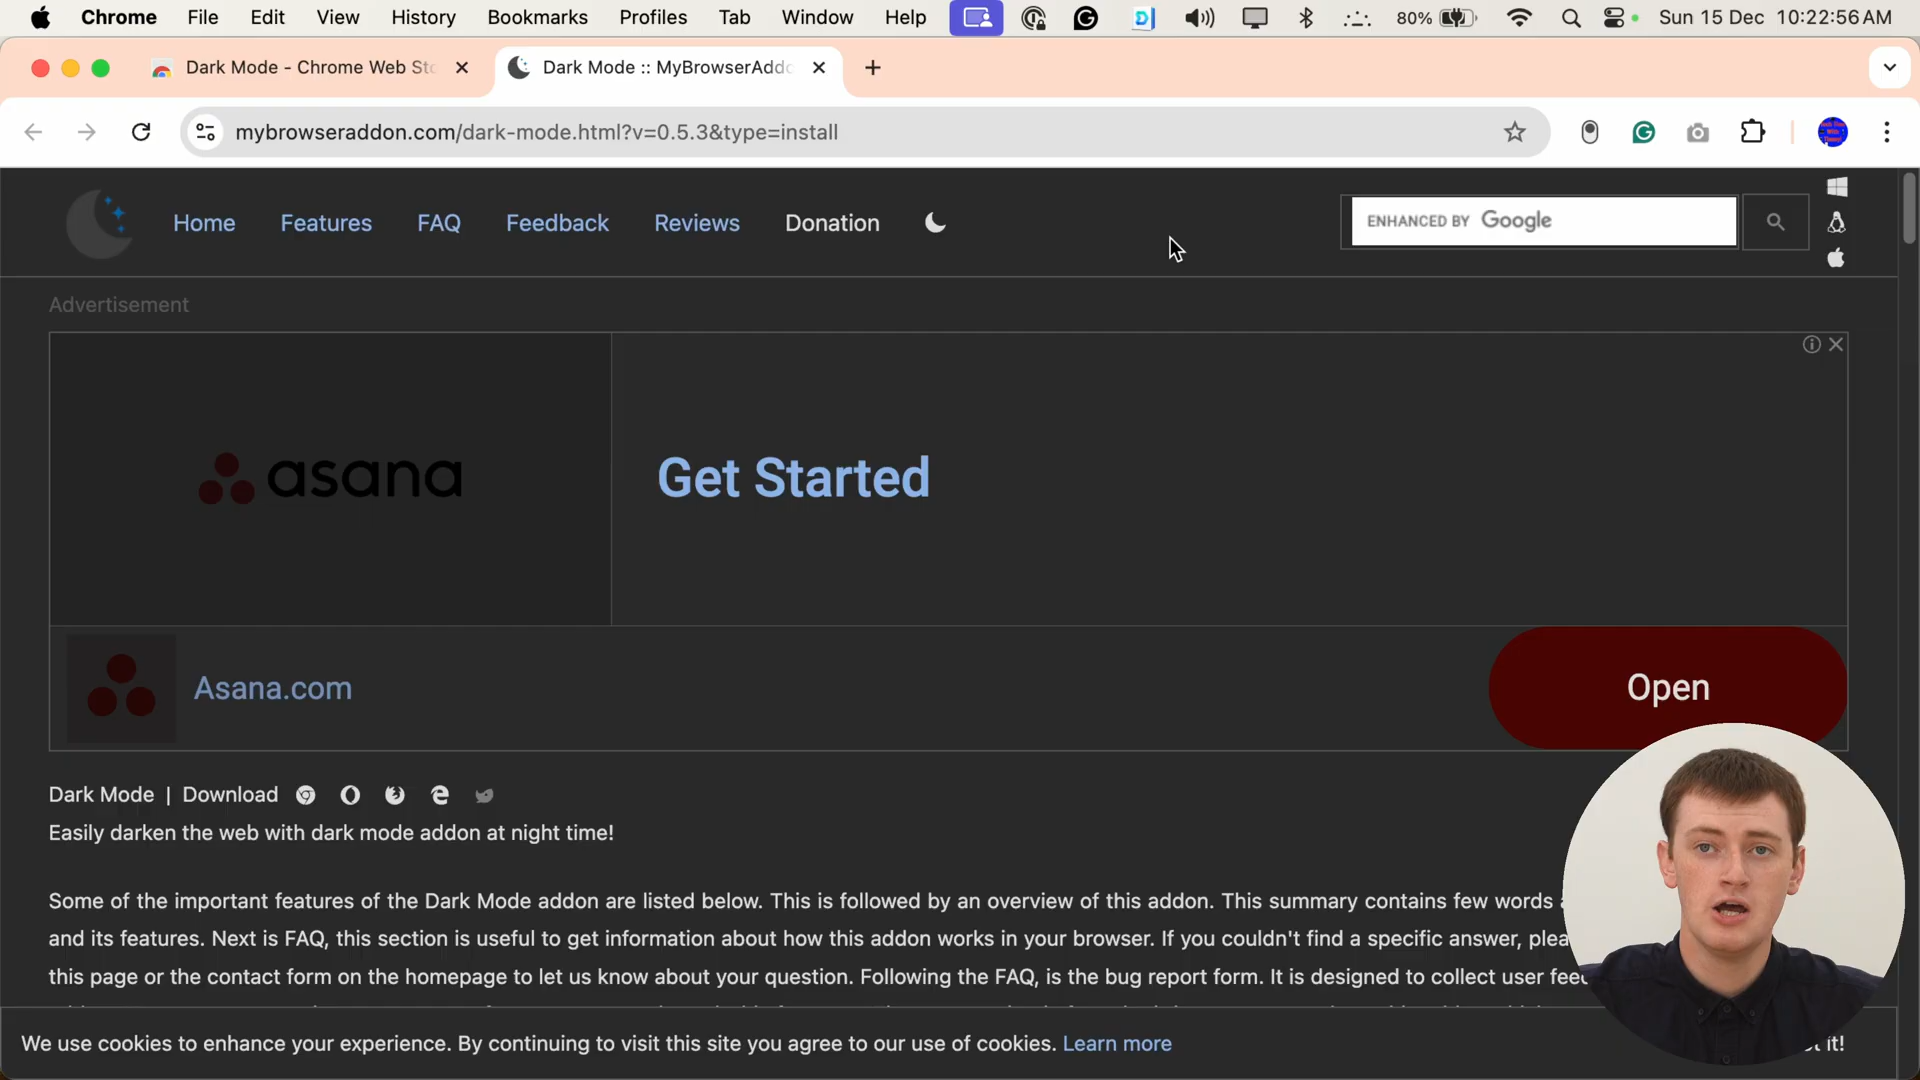 Chrome File Edit View History Bookmarks Profiles Tab Window Help 80% Sun 15 Dec 10:22:56 AM
Dark Mode - Chrome Web Sto
Dark Mode :: MyBrowserAddo
mybrowseraddon.com/dark-mode.html?v=0.5.3&type=install
Home Features FAQ Feedback Reviews Donation
ENHANCED BY Google
Advertisement
asana
Get Started
Asana.com
Open
Dark Mode | Download
Easily darken the web with dark mode addon at night time!
Some of the important features of the Dark Mode addon are listed below. This is followed by an overview of this addon. This summary contains few words
and its features. Next is FAQ, this section is useful to get information about how this addon works in your browser. If you couldn't find a specific answer, plea
this page or the contact form on the homepage to let us know about your question. Following the FAQ, is the bug report form. It is designed to collect user fee
We use cookies to enhance your experience. By continuing to visit this site you agree to our use of cookies. Learn more
it!